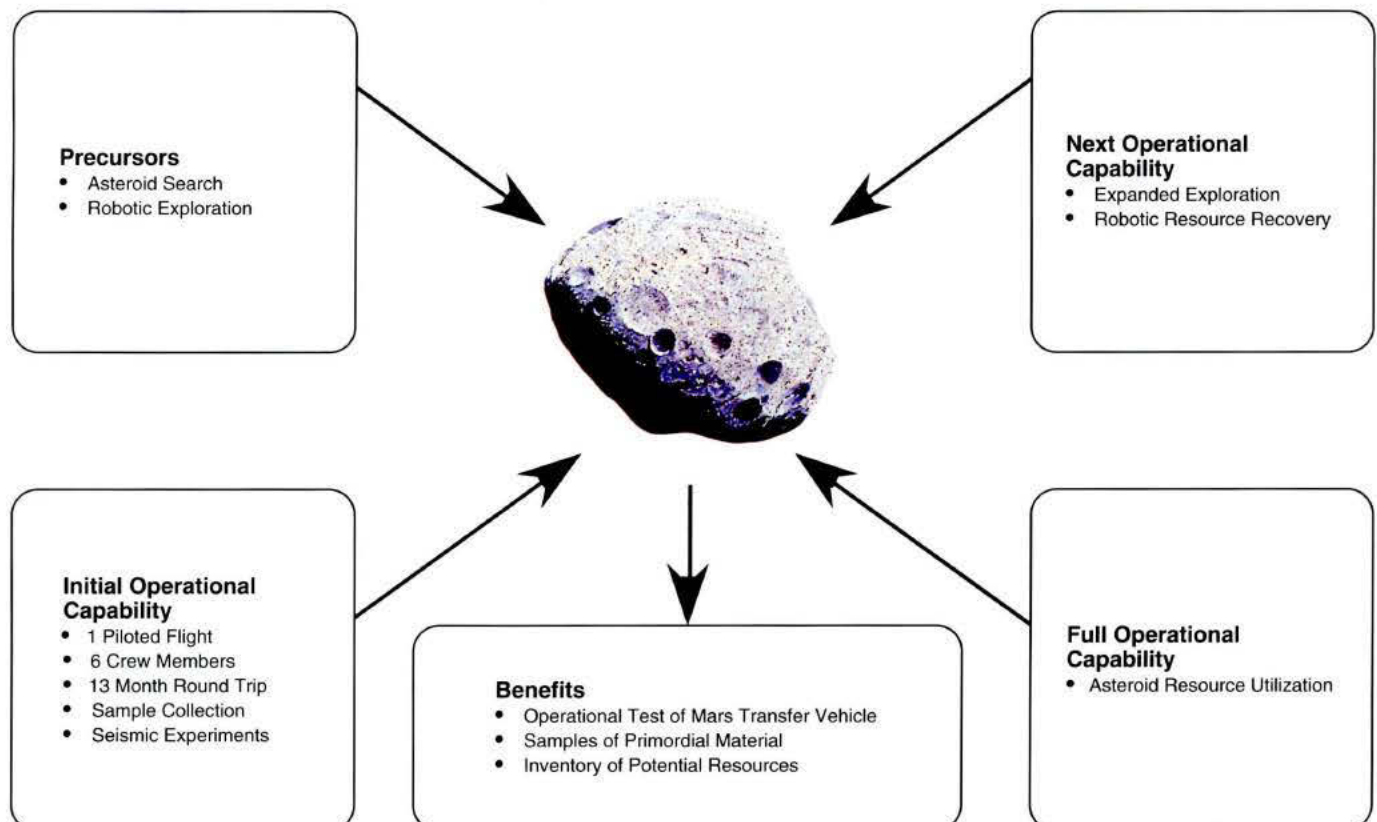 Precursors
• Asteroid Search
• Robotic Exploration
Next Operational
Capability
• Expanded Exploration
• Robotic Resource Recovery
Initial Operational
Capability
• 1 Piloted Flight
• 6 Crew Members
• 13 Month Round Trip
• Sample Collection
• Seismic Experiments
Benefits
• Operational Test of Mars Transfer Vehicle
• Samples of Primordial Material
• Inventory of Potential Resources
Full Operational
Capability
• Asteroid Resource Utilization